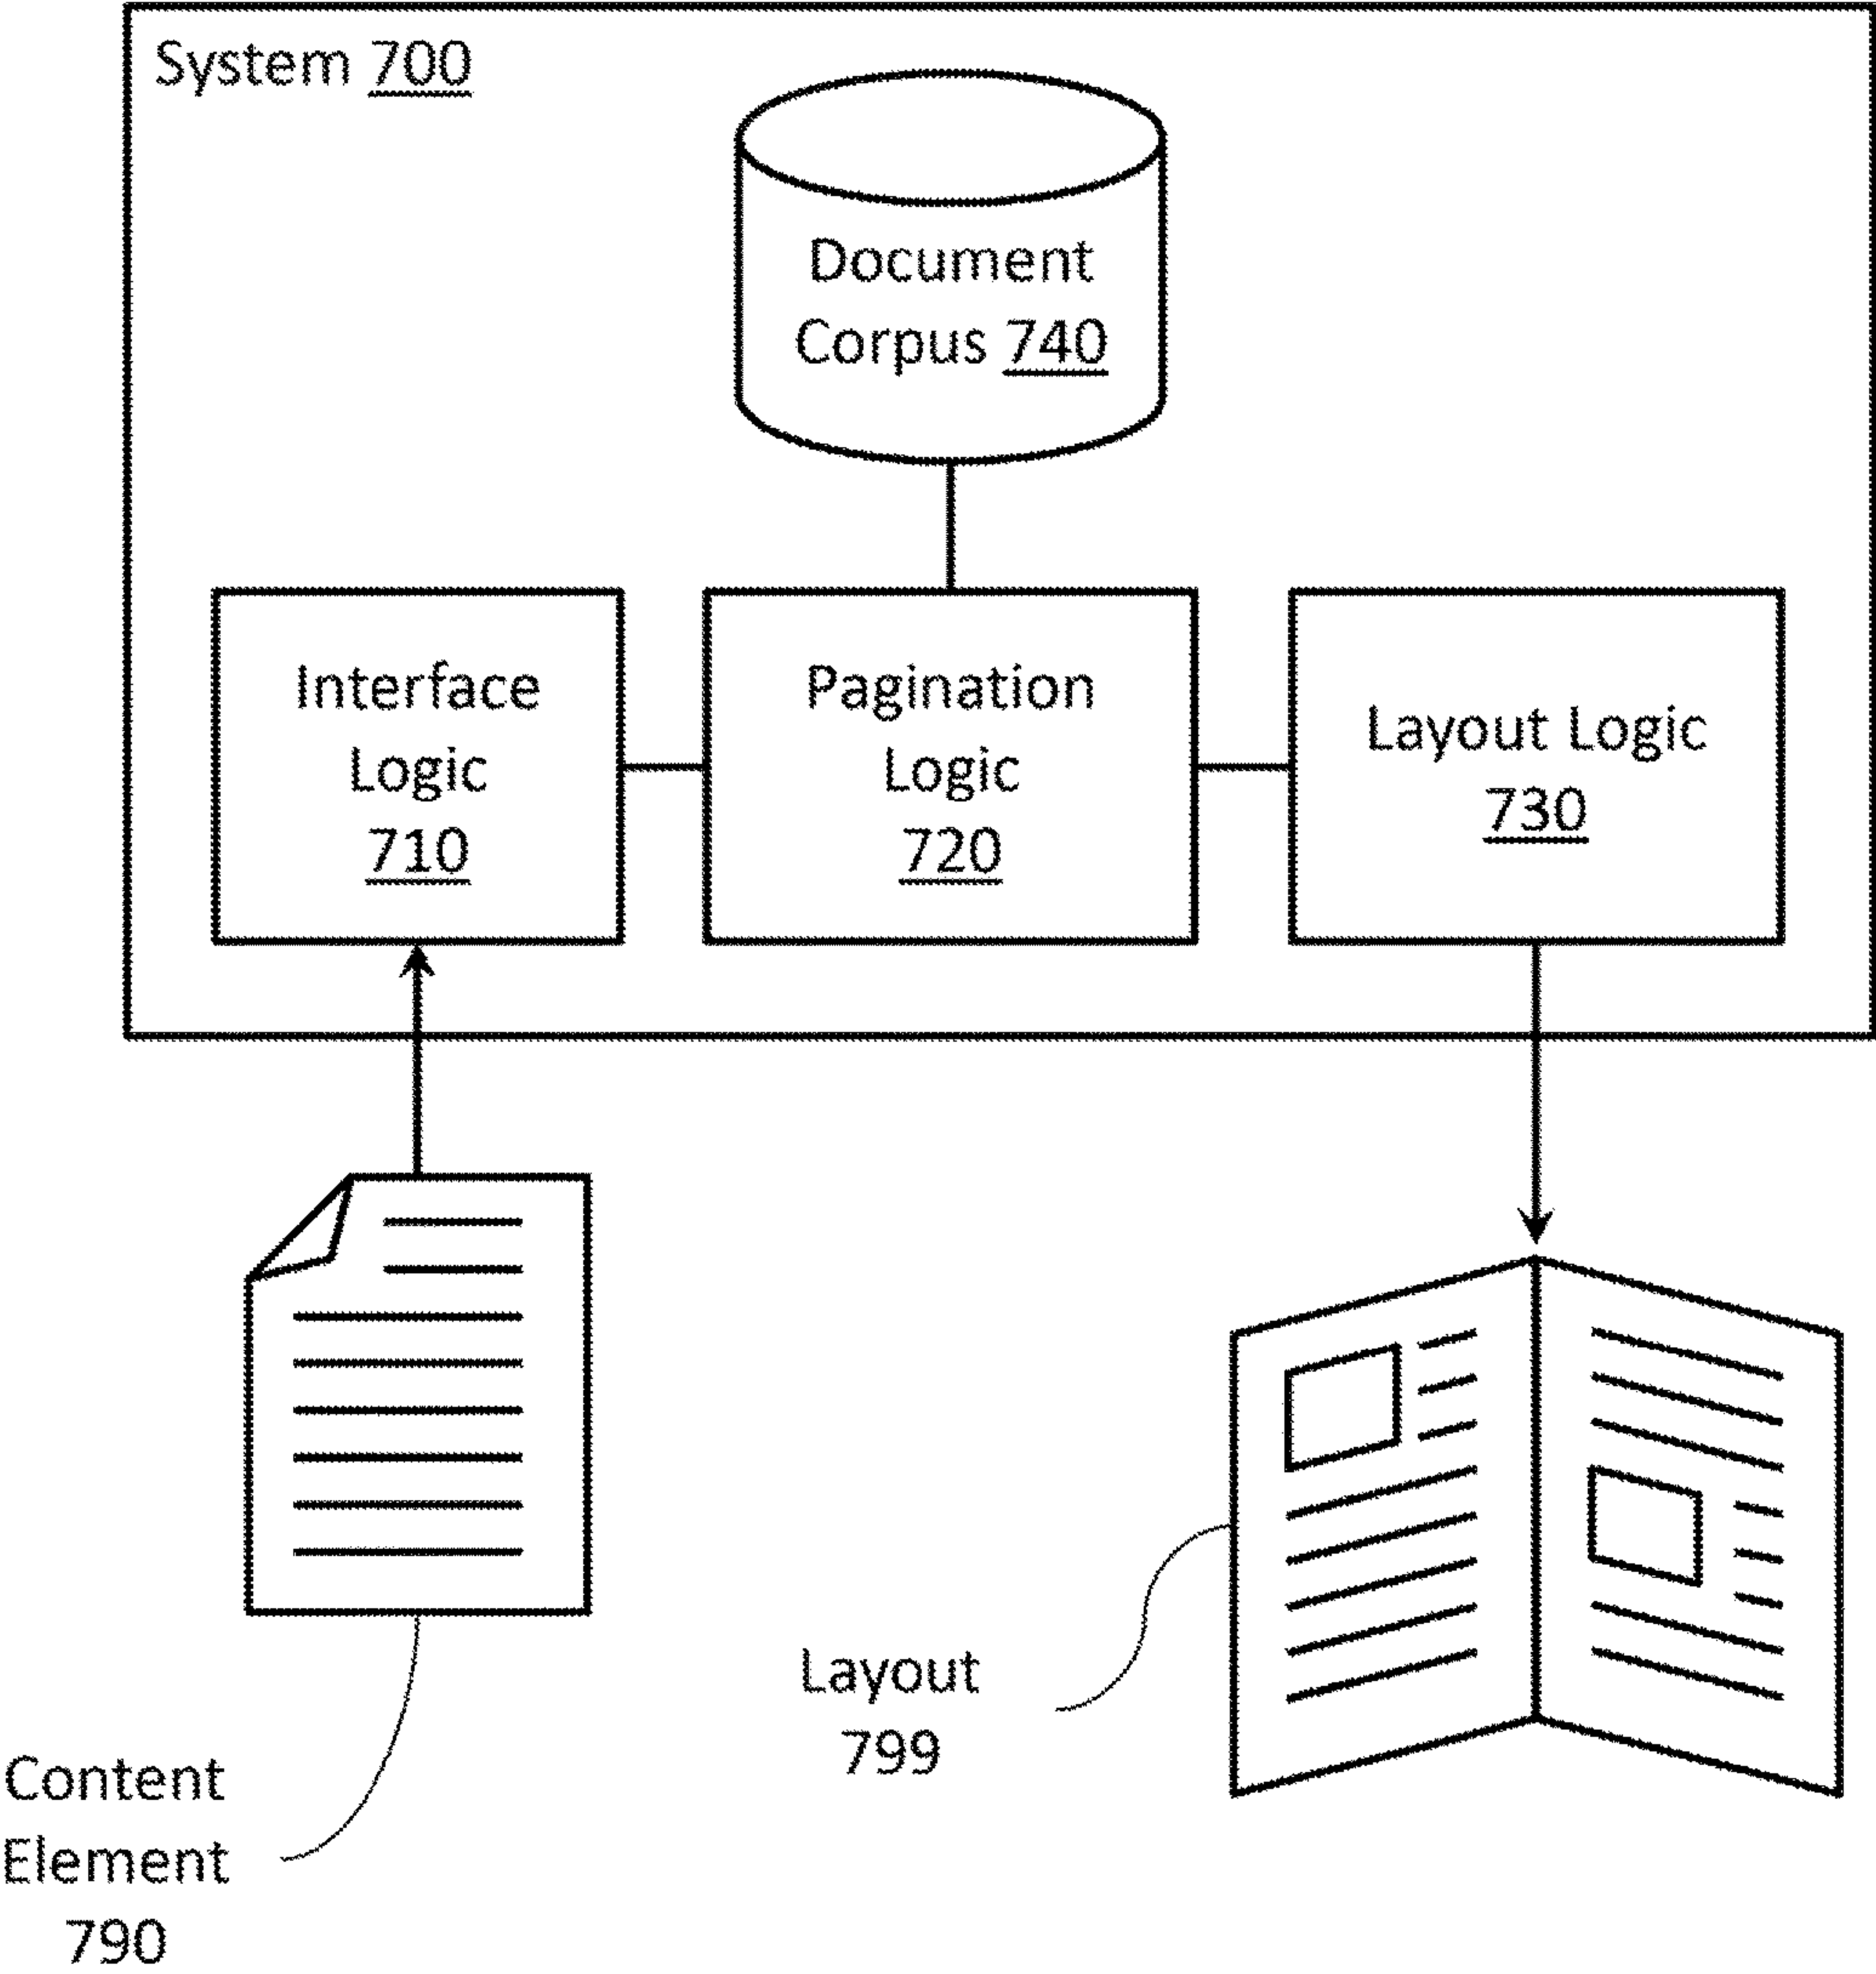 System 700
Document
Corpus 740
Interface
Logic
710
Pagination
Logic
720
Layout Logic
730
Layout
799
Content
Element
790